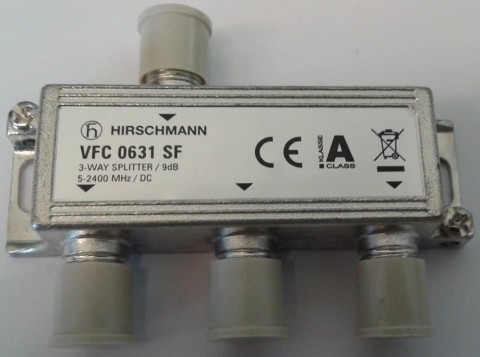 h HIRSCHMANN
VFC 0631 SF
3-WAY SPLITTER / 9dB
5-2400 MHz / DC
CE
KLASSE
A
CLASS